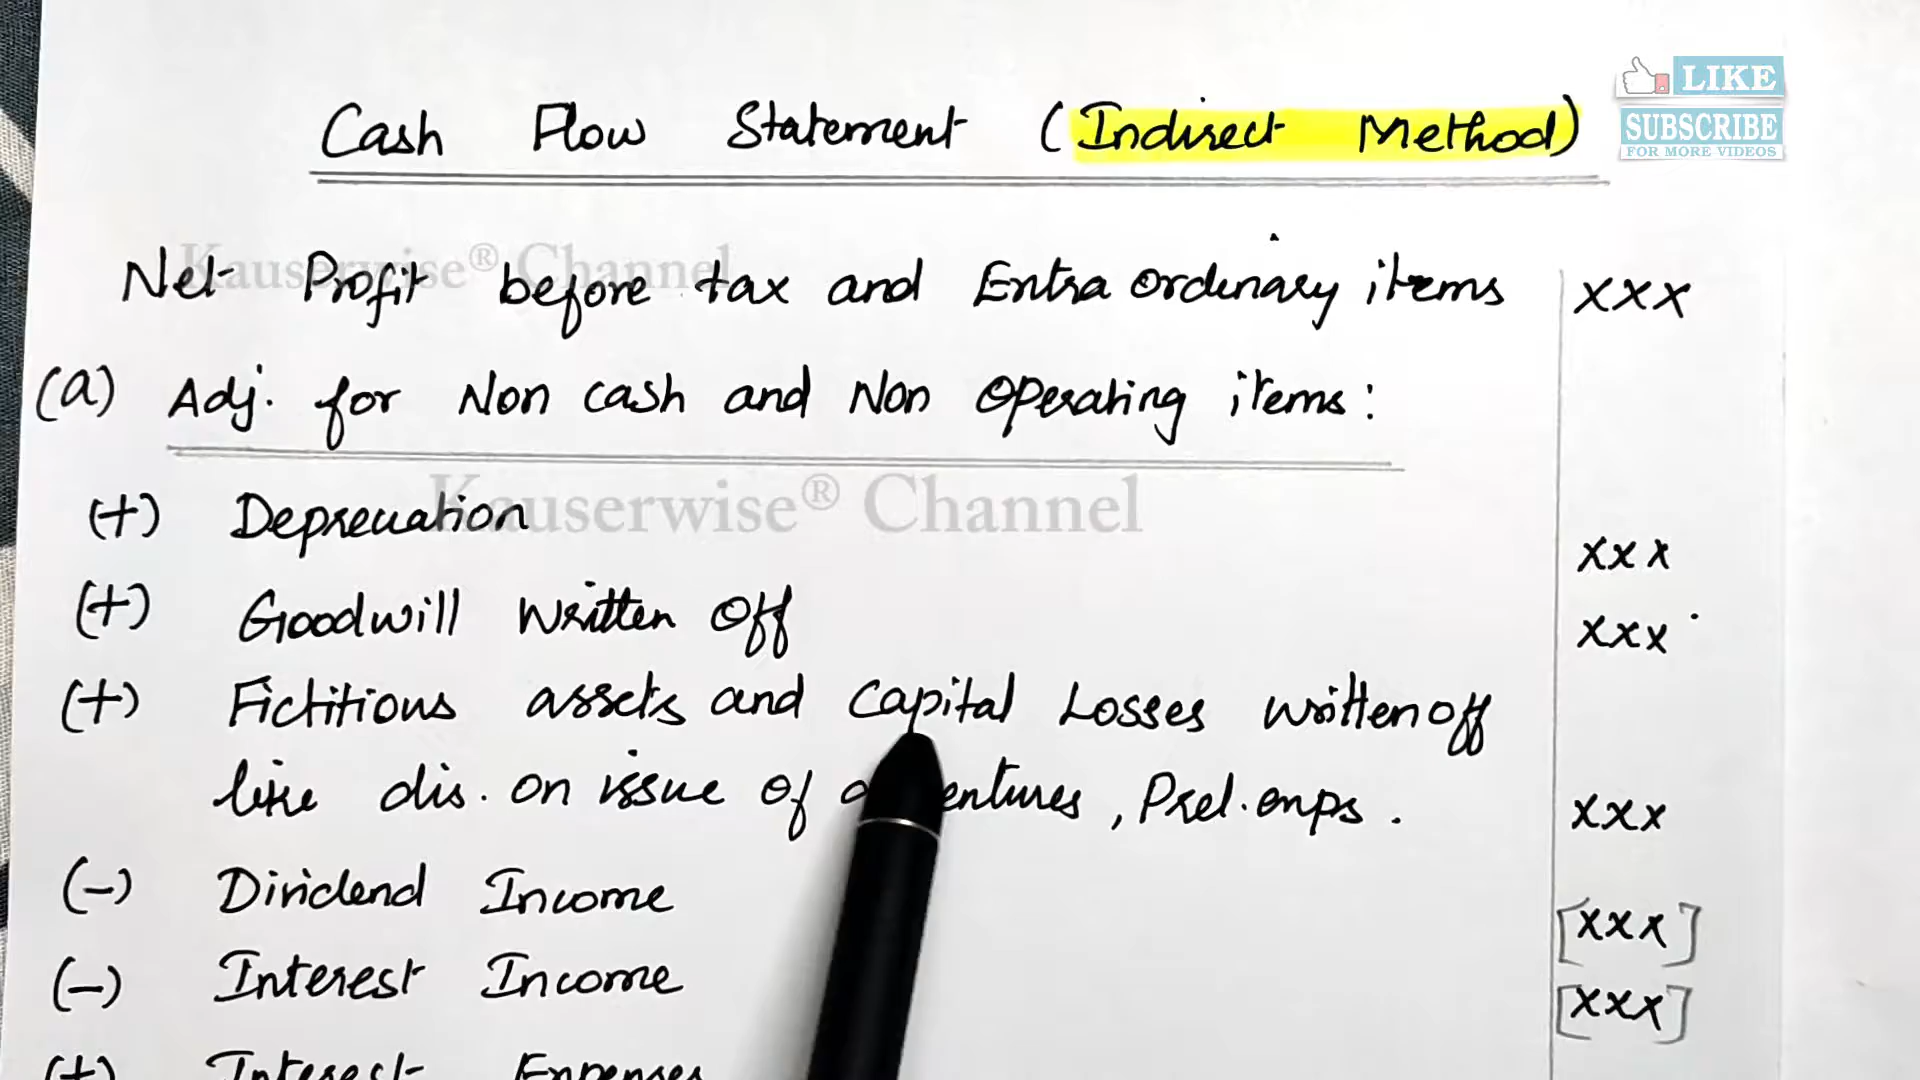 LIKE
SUBSCRIBE
FOR MORE VIDEOS
Cash Flow Statement (Indirect Method)
Kauserwise® Channel
Net Profit before tax and Extra ordinary items XXX
(a) Adj. for Non cash and Non Operating items:
Kauserwise® Channel
(+) Depreciation XXX
(+) Goodwill Written Off XXX
(+) Fictitious assets and Capital Losses written off
like dis. on issue of , Prel. exps. XXX
(-) Dividend Income [XXX]
(-) Interest Income [XXX]
(+) Interest Expenses